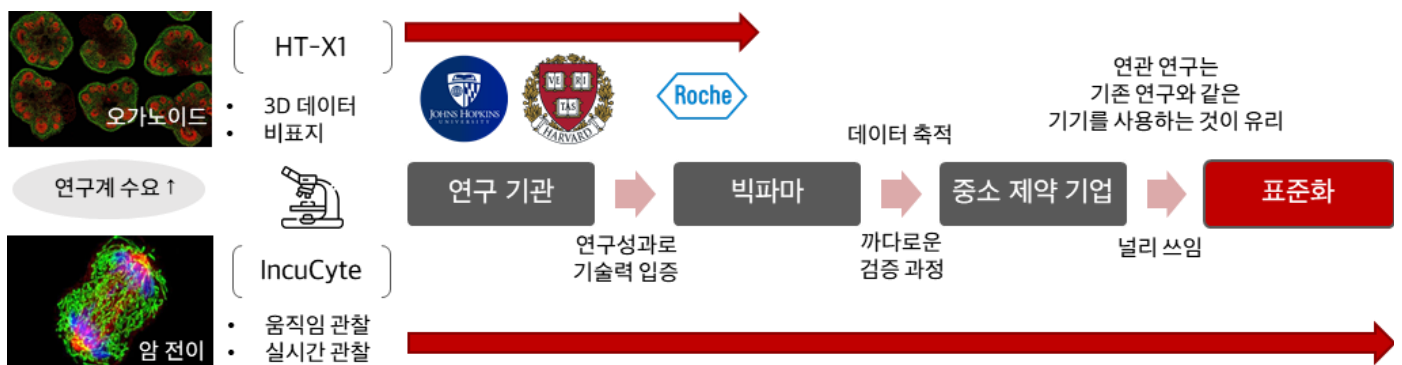 오가노이드
HT-X1
• 3D 데이터
• 비표지
JOHNS HOPKINS
UNIVERSITY
VE RI
TAS
HARVARD
Roche
연관 연구는
기존 연구와 같은
기기를 사용하는 것이 유리
데이터 축적
연구계 수요 ↑
연구 기관
빅파마
중소 제약 기업
표준화
연구성과로
기술력 입증
까다로운
검증 과정
널리 쓰임
암 전이
IncuCyte
• 움직임 관찰
• 실시간 관찰